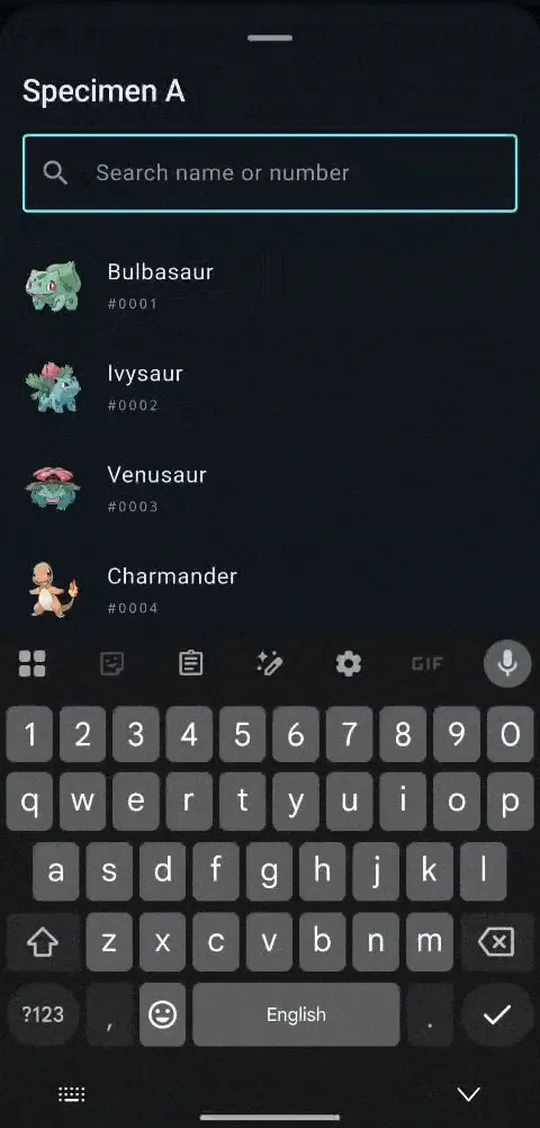 Specimen A
Search name or number
Bulbasaur
#0001
Ivysaur
#0002
Venusaur
#0003
Charmander
#0004
GIF
1 2 3 4 5 6 7 8 9 0
q w e r t y u i o p
a s d f g h j k l
z x c v b n m
?123 , English .